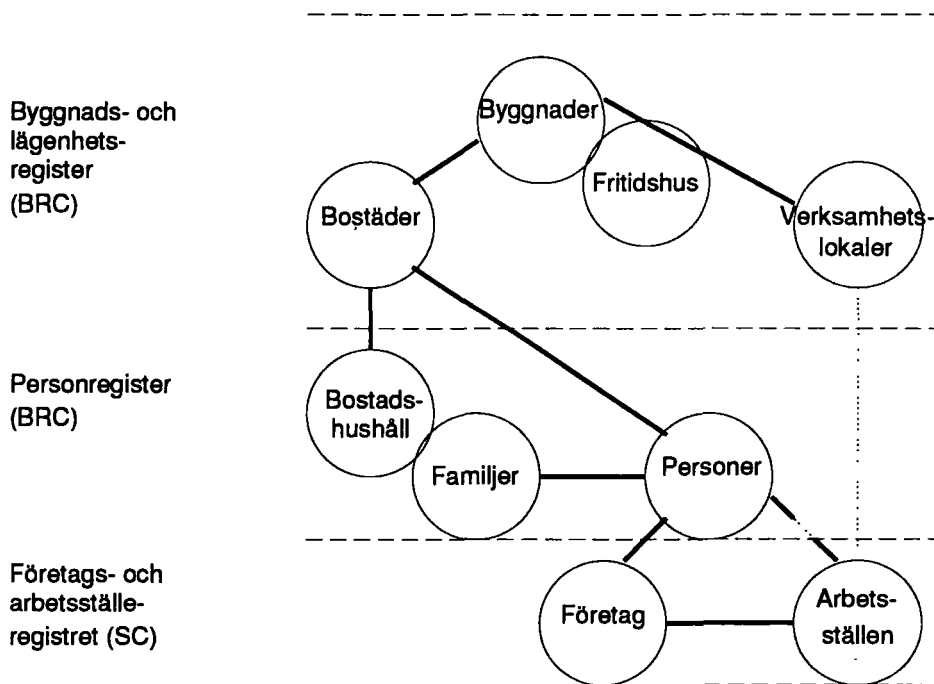 Byggnads- och
lägenhets-
register
(BRC)
Byggnader
Fritidshus
Bostäder
Verksamhets-
lokaler
Personregister
(BRC)
Bostads-
hushåll
Familjer
Personer
Företags- och
arbetsställe-
registret (SC)
Företag
Arbets-
ställen